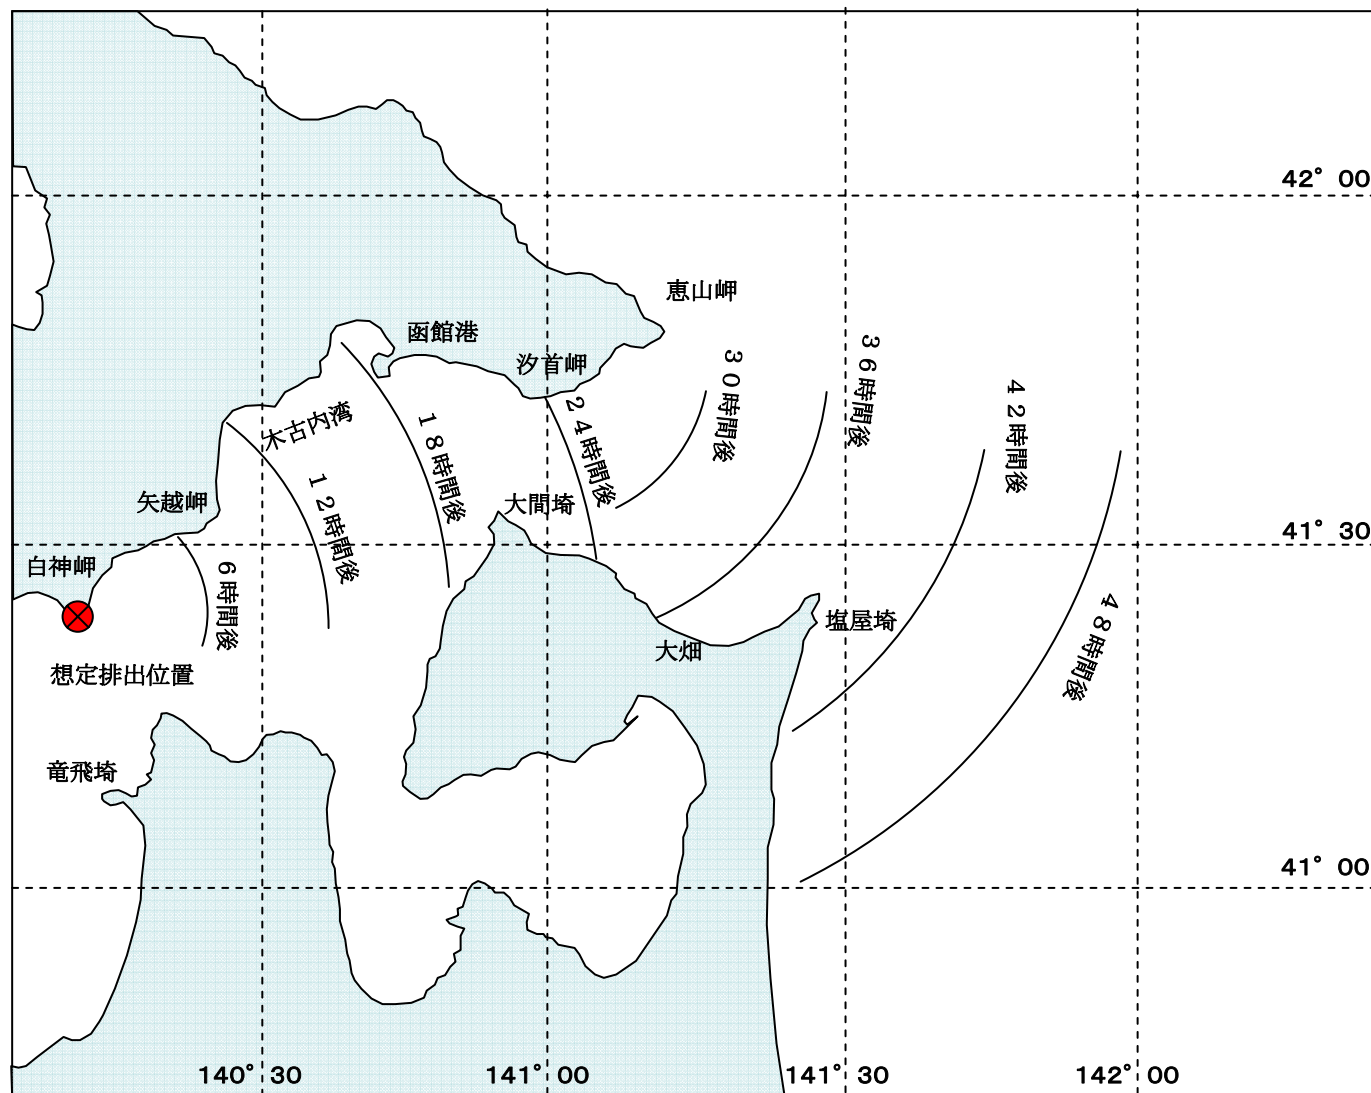 42° 00
恵山岬
函館港
汐首岬
30時間後
36時間後
42時間後
木古内湾
18時間後
24時間後
矢越岬
12時間後
大間埼
41° 30
白神岬
6時間後
塩屋埼
大畑
48時間後
想定排出位置
竜飛埼
41° 00
140° 30
141° 00
141° 30
142° 00